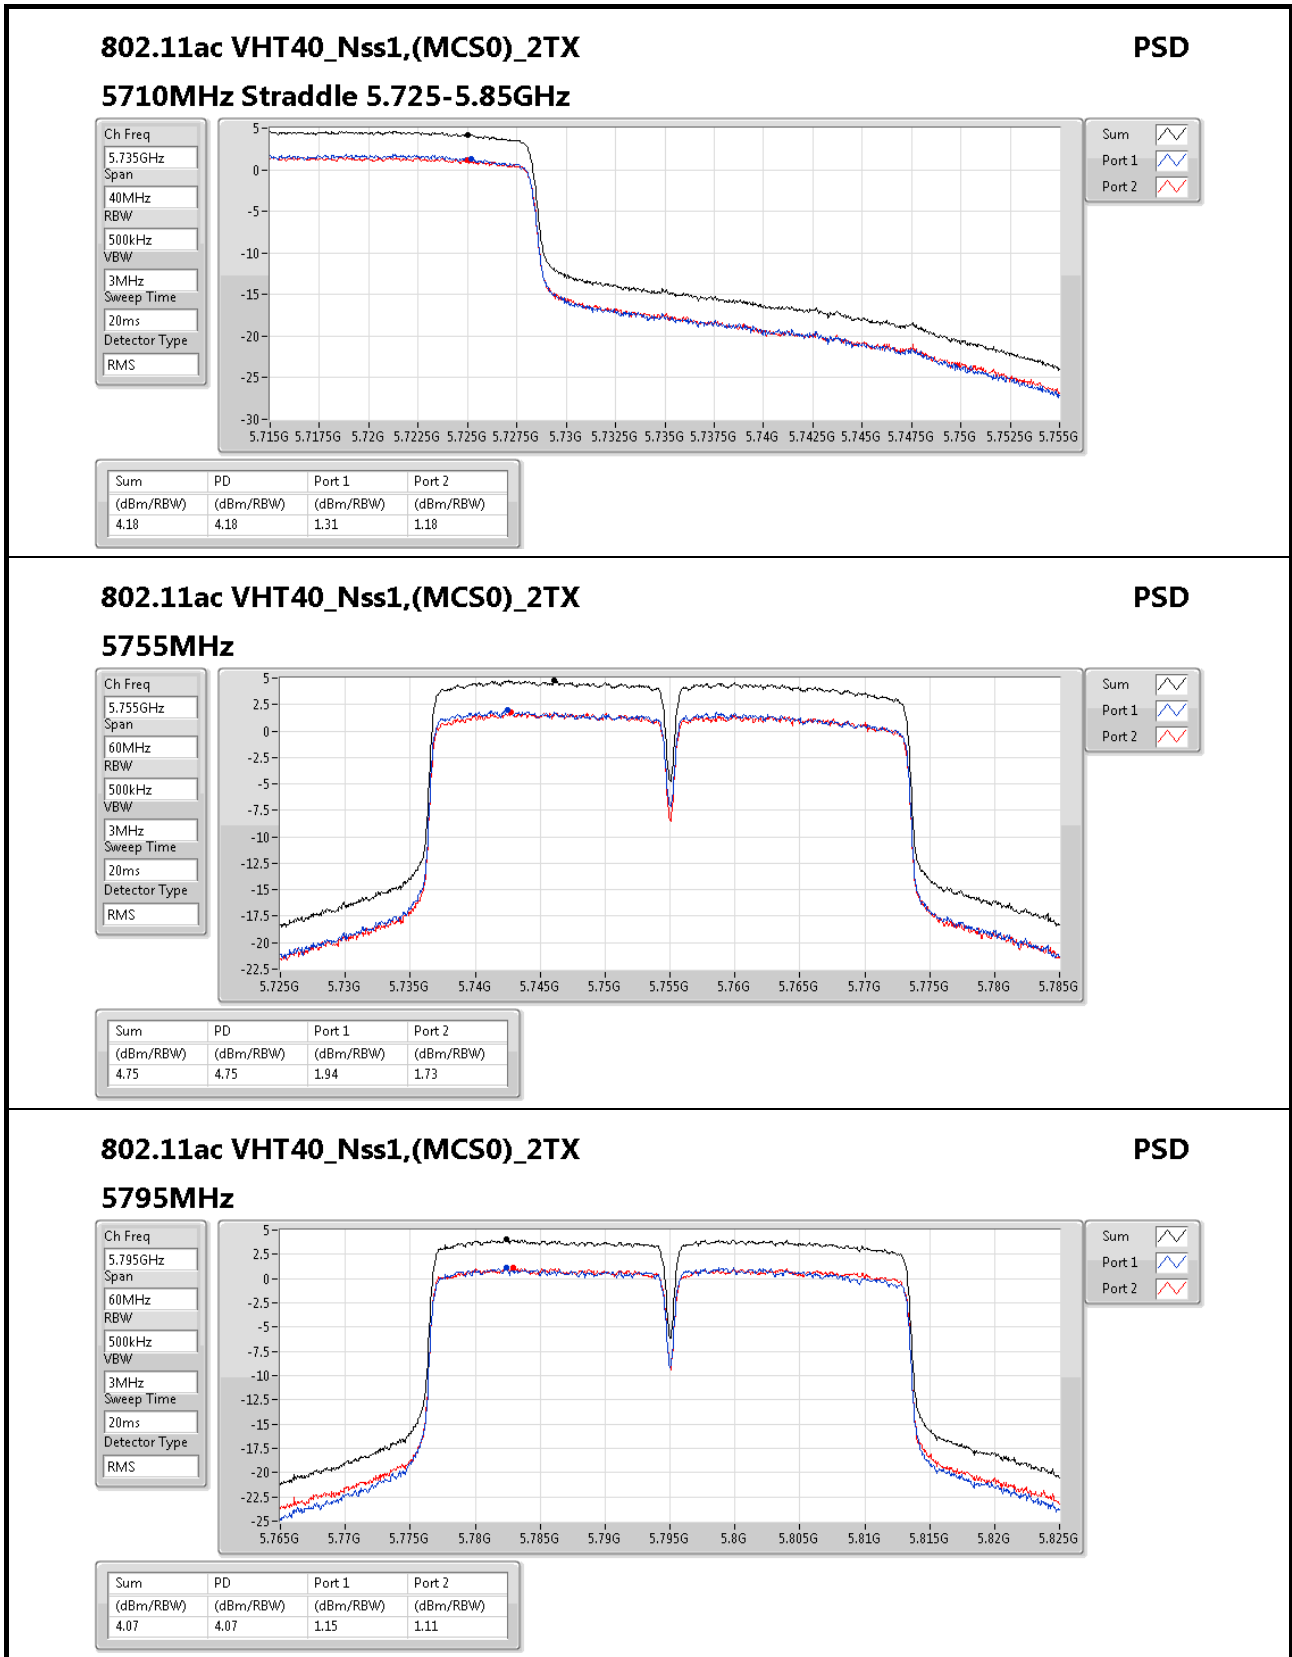 802.11ac VHT40_Nss1,(MCS0)_2TX PSD
5710MHz Straddle 5.725-5.85GHz
Ch Freq
5.735GHz
Span
40MHz
RBW
500kHz
VBW
3MHz
Sweep Time
20ms
Detector Type
RMS
5
0
-5
-10
-15
-20
-25
-30
5.715G 5.7175G 5.72G 5.7225G 5.725G 5.7275G 5.73G 5.7325G 5.735G 5.7375G 5.74G 5.7425G 5.745G 5.7475G 5.75G 5.7525G 5.755G
Sum
Port 1
Port 2
Sum PD Port 1 Port 2
(dBm/RBW) (dBm/RBW) (dBm/RBW) (dBm/RBW)
4.18 4.18 1.31 1.18
802.11ac VHT40_Nss1,(MCS0)_2TX PSD
5755MHz
Ch Freq
5.755GHz
Span
60MHz
RBW
500kHz
VBW
3MHz
Sweep Time
20ms
Detector Type
RMS
5
2.5
0
-2.5
-5
-7.5
-10
-12.5
-15
-17.5
-20
-22.5
5.725G 5.73G 5.735G 5.74G 5.745G 5.75G 5.755G 5.76G 5.765G 5.77G 5.775G 5.78G 5.785G
Sum
Port 1
Port 2
Sum PD Port 1 Port 2
(dBm/RBW) (dBm/RBW) (dBm/RBW) (dBm/RBW)
4.75 4.75 1.94 1.73
802.11ac VHT40_Nss1,(MCS0)_2TX PSD
5795MHz
Ch Freq
5.795GHz
Span
60MHz
RBW
500kHz
VBW
3MHz
Sweep Time
20ms
Detector Type
RMS
5
2.5
0
-2.5
-5
-7.5
-10
-12.5
-15
-17.5
-20
-22.5
-25
5.765G 5.77G 5.775G 5.78G 5.785G 5.79G 5.795G 5.8G 5.805G 5.81G 5.815G 5.82G 5.825G
Sum
Port 1
Port 2
Sum PD Port 1 Port 2
(dBm/RBW) (dBm/RBW) (dBm/RBW) (dBm/RBW)
4.07 4.07 1.15 1.11